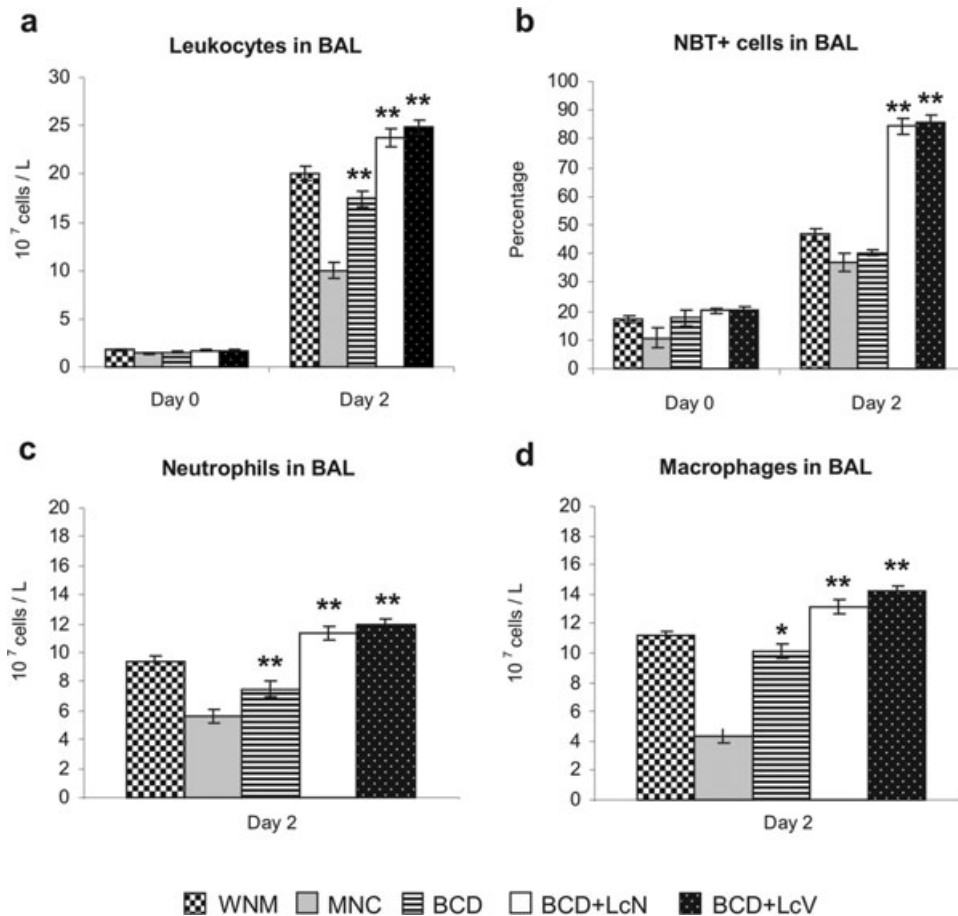 a
Leukocytes in BAL
30
25
20
15
10
5
0
10 7 cells / L
**
**
**
Day 0
Day 2
b
NBT+ cells in BAL
100
90
80
70
60
50
40
30
20
10
0
Percentage
**
**
Day 0
Day 2
c
Neutrophils in BAL
20
18
16
14
12
10
8
6
4
2
0
10 7 cells / L
**
**
**
Day 2
d
Macrophages in BAL
20
18
16
14
12
10
8
6
4
2
0
10 7 cells / L
*
**
**
Day 2
WNM MNC BCD BCD+LcN BCD+LcV